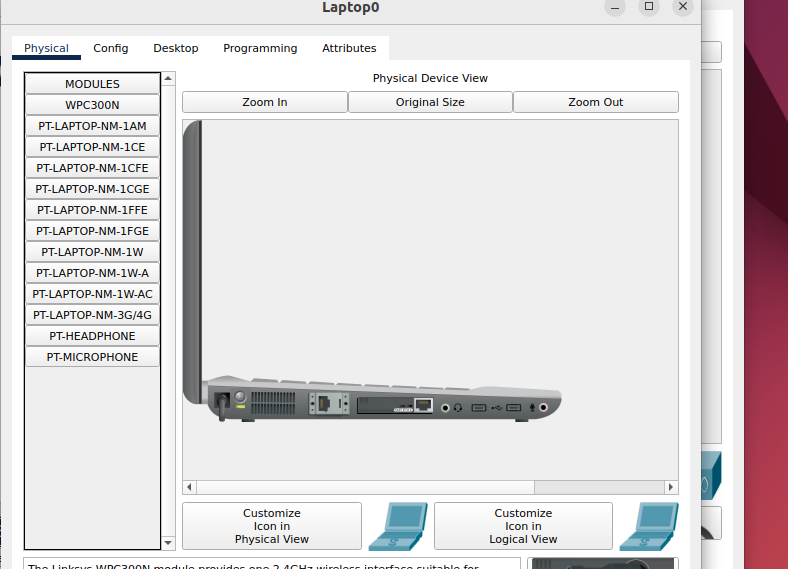 Laptop0
Physical
Config
Desktop
Programming
Attributes
MODULES
WPC300N
PT-LAPTOP-NM-1AM
PT-LAPTOP-NM-1CE
PT-LAPTOP-NM-1CFE
PT-LAPTOP-NM-1CGE
PT-LAPTOP-NM-1FFE
PT-LAPTOP-NM-1FGE
PT-LAPTOP-NM-1W
PT-LAPTOP-NM-1W-A
PT-LAPTOP-NM-1W-AC
PT-LAPTOP-NM-3G/4G
PT-HEADPHONE
PT-MICROPHONE
Physical Device View
Zoom In
Original Size
Zoom Out
Customize
Icon in
Physical View
Customize
Icon in
Logical View
The Linksys WPC300N module provides one 2.4GHz wireless interface suitable for